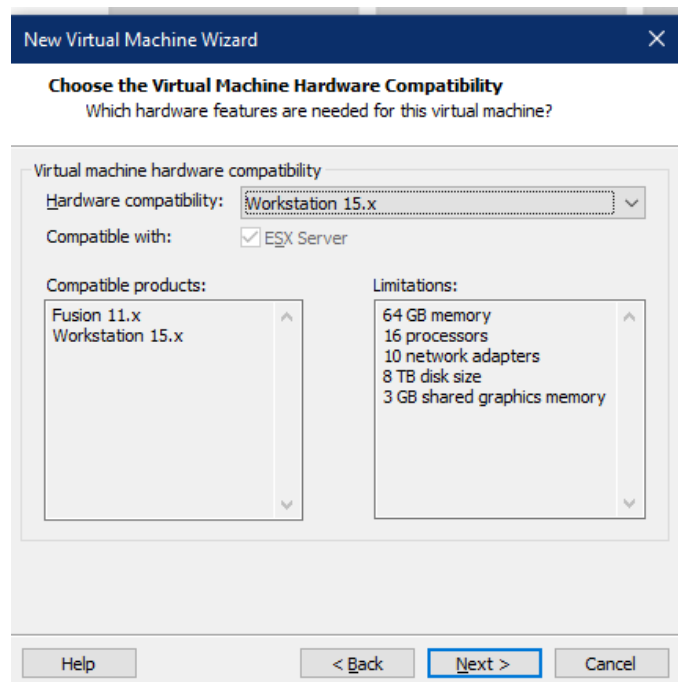 New Virtual Machine Wizard
Choose the Virtual Machine Hardware Compatibility
Which hardware features are needed for this virtual machine?
Virtual machine hardware compatibility
Hardware compatibility: Workstation 15.x
Compatible with: ESX Server
Compatible products:
Fusion 11.x
Workstation 15.x
Limitations:
64 GB memory
16 processors
10 network adapters
8 TB disk size
3 GB shared graphics memory
Help < Back Next > Cancel